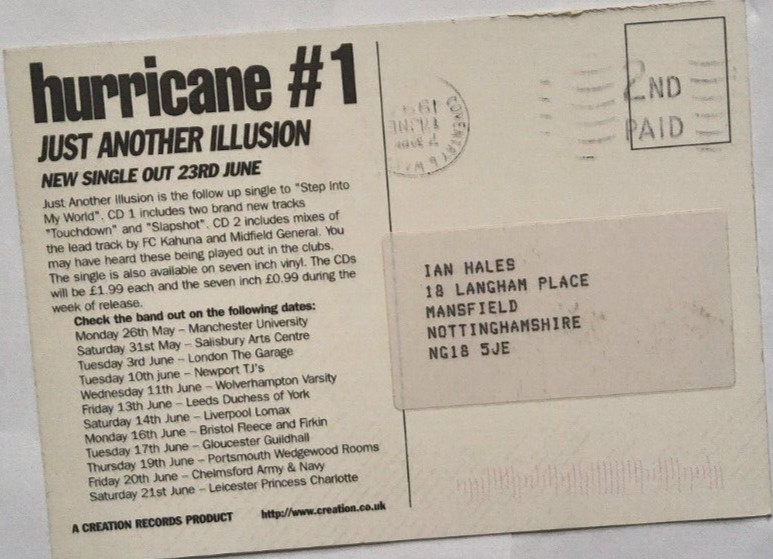 hurricane #1
JUST ANOTHER ILLUSION
NEW SINGLE OUT 23RD JUNE
Just Another Illusion is the follow up single to "Step Into
My World". CD 1 includes two brand new tracks
"Touchdown" and "Slapshot". CD 2 includes mixes of
the lead track by FC Kahuna and Midfield General. You
may have heard these being played out in the clubs.
The single is also available on seven inch vinyl. The CDs
will be £1.99 each and the seven inch £0.99 during the
week of release.
Check the band out on the following dates:
Monday 26th May – Manchester University
Saturday 31st May – Salisbury Arts Centre
Tuesday 3rd June – London The Garage
Tuesday 10th june – Newport TJ's
Wednesday 11th June – Wolverhampton Varsity
Friday 13th June – Leeds Duchess of York
Saturday 14th June – Liverpool Lomax
Monday 16th June – Bristol Fleece and Firkin
Tuesday 17th June – Gloucester Guildhall
Thursday 19th June – Portsmouth Wedgewood Rooms
Friday 20th June – Chelmsford Army & Navy
Saturday 21st June – Leicester Princess Charlotte
A CREATION RECORDS PRODUCT http://www.creation.co.uk
COVENTRY &
2ND
PAID
IAN HALES
18 LANGHAM PLACE
MANSFIELD
NOTTINGHAMSHIRE
NG18 5JE